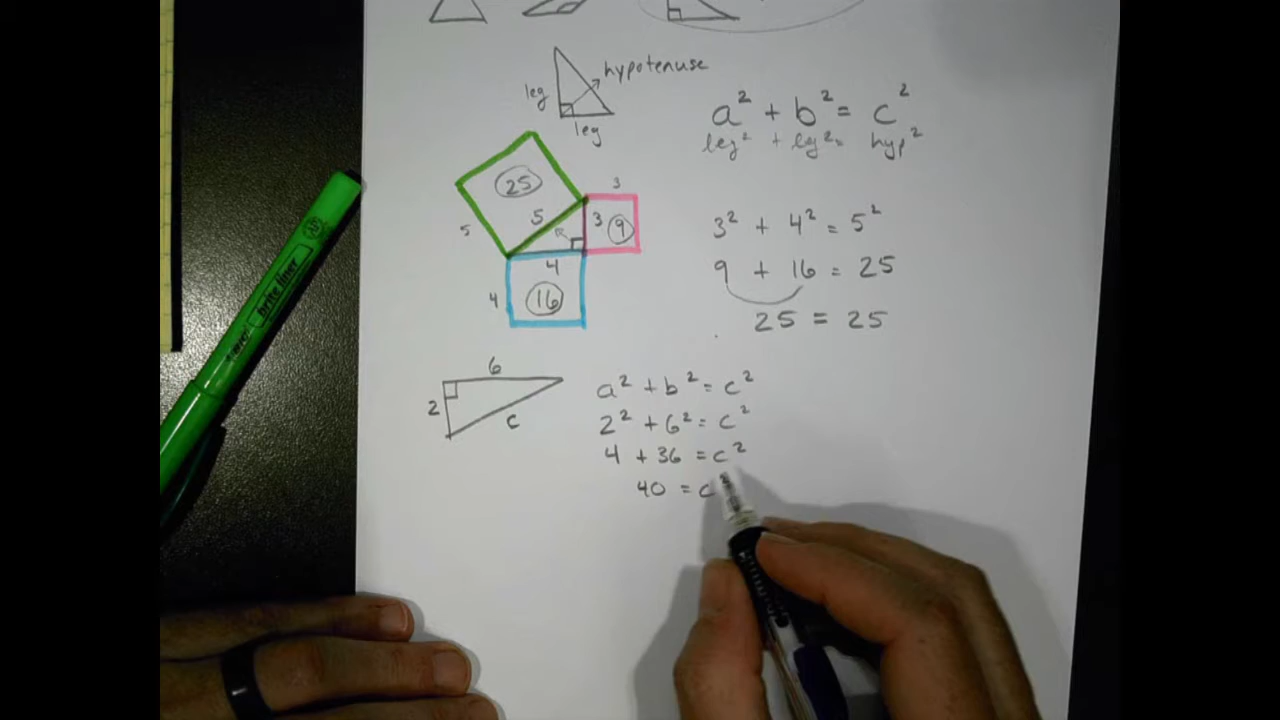 hypotenuse
leg
leg
a² + b² = c²
leg² + leg² = hyp²
25
3
5
3
9
5
4
4
16
3² + 4² = 5²
9 + 16 = 25
25 = 25
6
2
c
a² + b² = c²
2² + 6² = c²
4 + 36 = c²
40 = c
brite liner